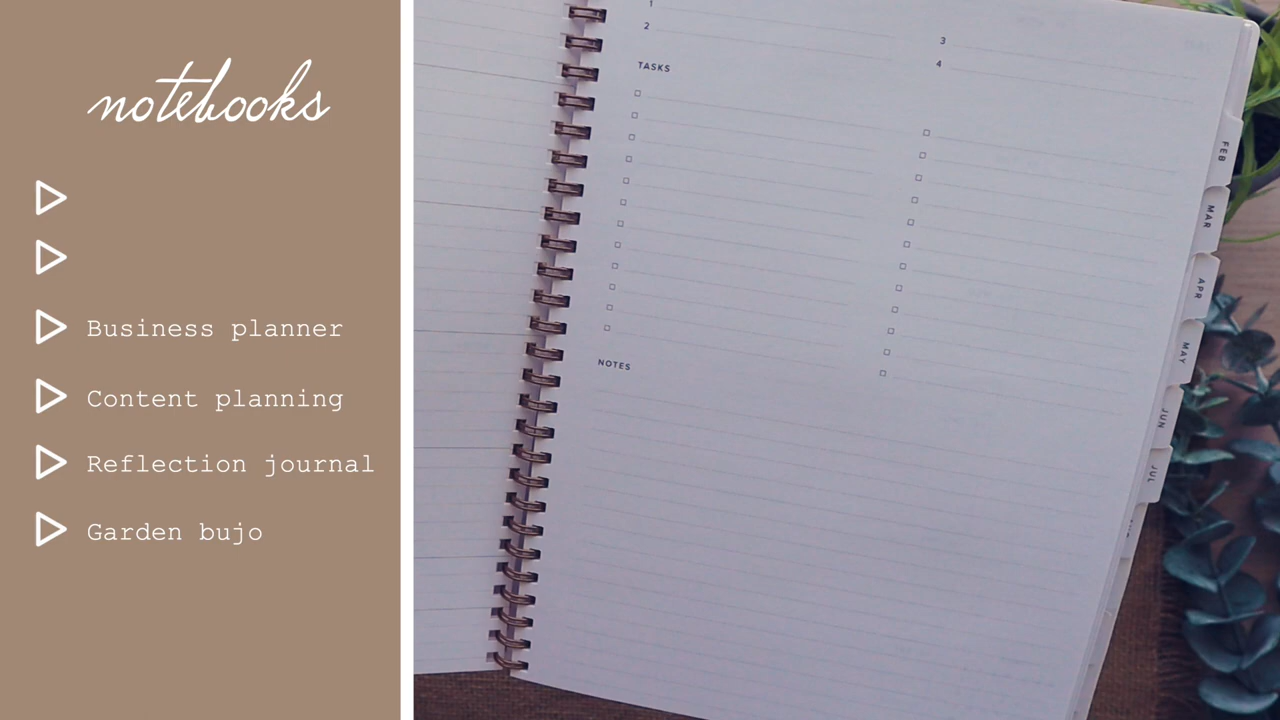 notebooks
Business planner
Content planning
Reflection journal
Garden bujo
1
2
3
4
TASKS
NOTES
FEB
MAR
APR
MAY
JUN
JUL